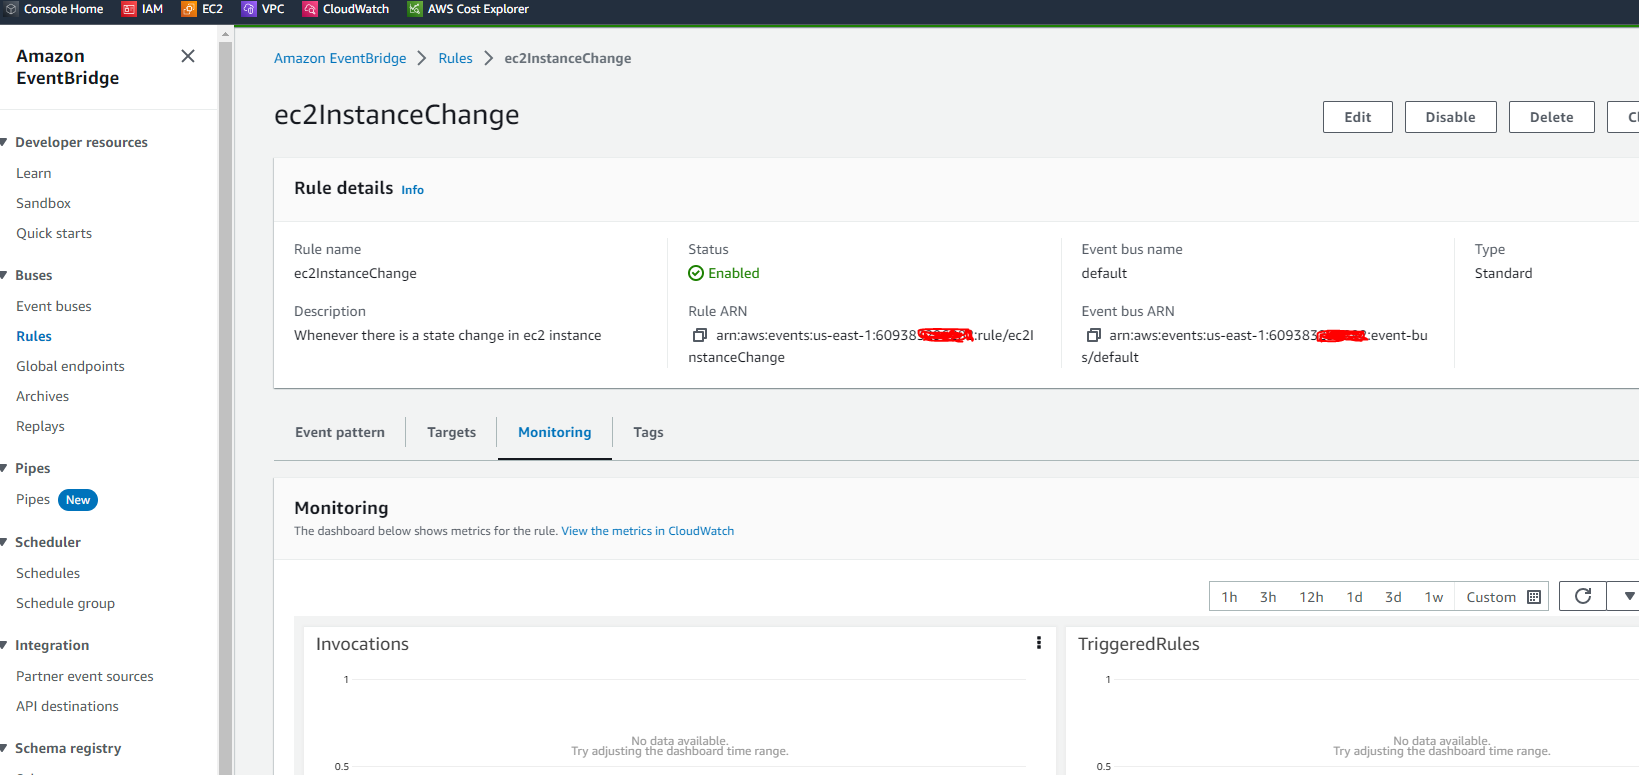 Console Home IAM EC2 VPC CloudWatch AWS Cost Explorer
Amazon EventBridge
Developer resources
Learn
Sandbox
Quick starts
Buses
Event buses
Rules
Global endpoints
Archives
Replays
Pipes
Pipes New
Scheduler
Schedules
Schedule group
Integration
Partner event sources
API destinations
Schema registry
Amazon EventBridge > Rules > ec2InstanceChange
ec2InstanceChange
Edit Disable Delete
Rule details Info
Rule name
ec2InstanceChange
Description
Whenever there is a state change in ec2 instance
Status
Enabled
Rule ARN
arn:aws:events:us-east-1:609383 :rule/ec2I
nstanceChange
Event bus name
default
Event bus ARN
arn:aws:events:us-east-1:609383 :event-bu
s/default
Type
Standard
Event pattern Targets Monitoring Tags
Monitoring
The dashboard below shows metrics for the rule. View the metrics in CloudWatch
1h 3h 12h 1d 3d 1w Custom
Invocations
1
No data available.
Try adjusting the dashboard time range.
0.5
TriggeredRules
1
No data available.
Try adjusting the dashboard time range.
0.5